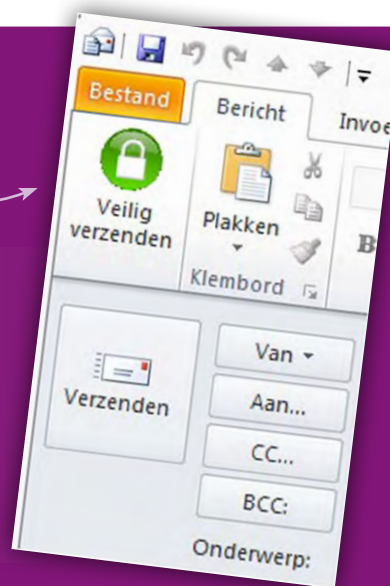 Bestand Bericht Invoe
Veilig
verzenden
Plakken
B
Klembord
Verzenden
Van
Aan...
CC...
BCC:
Onderwerp: